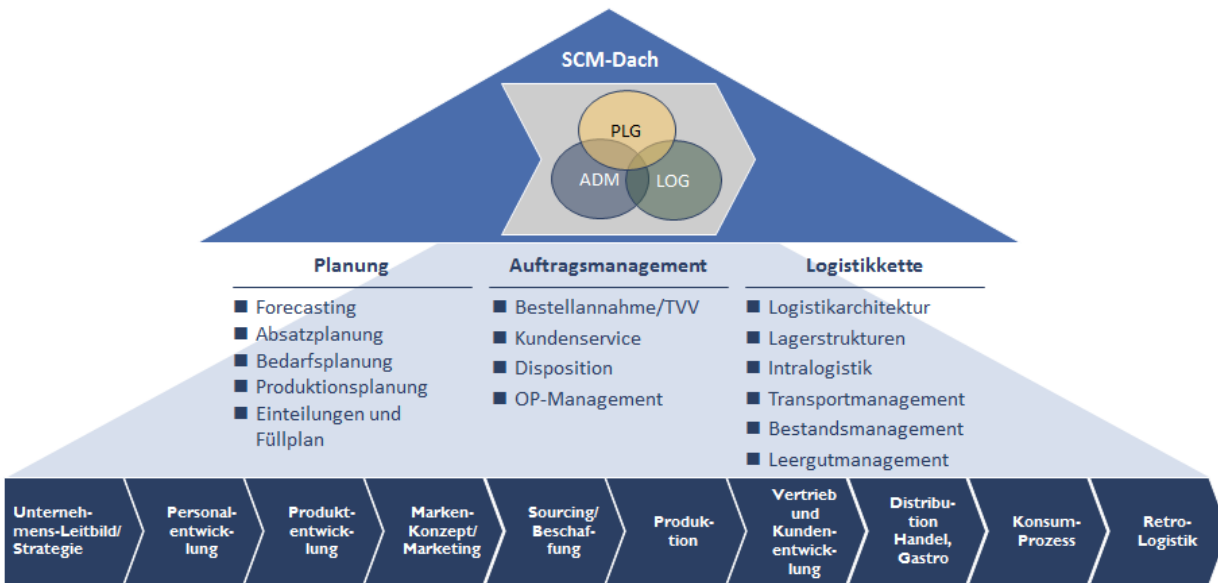 SCM-Dach
PLG
ADM
LOG
Planung
Forecasting
Absatzplanung
Bedarfsplanung
Produktionsplanung
Einteilungen und
Füllplan
Auftragsmanagement
Bestellannahme/TVV
Kundenservice
Disposition
OP-Management
Logistikkette
Logistikarchitektur
Lagerstrukturen
Intralogistik
Transportmanagement
Bestandsmanagement
Leergutmanagement
Unterneh-
mens-Leitbild/
Strategie
Personal-
entwick-
lung
Produkt-
entwick-
lung
Marken-
Konzept/
Marketing
Sourcing/
Beschaf-
fung
Produk-
tion
Vertrieb
und
Kunden-
entwick-
lung
Distribu-
tion
Handel,
Gastro
Konsum-
Prozess
Retro-
Logistik